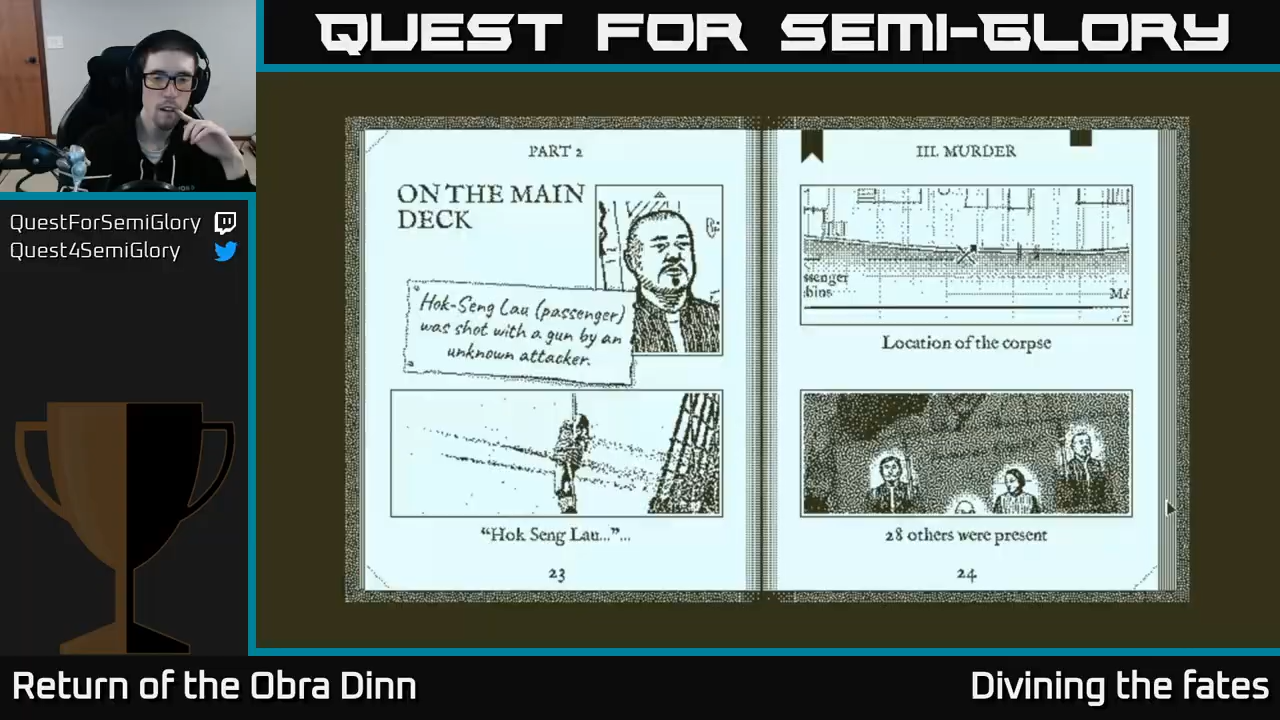 QUEST FOR SEMI-GLORY
QuestForSemiGlory
Quest4SemiGlory
PART 2
ON THE MAIN
DECK
Hok-Seng Lau (passenger)
was shot with a gun by an
unknown attacker.
"Hok Seng Lau..."...
23
III. MURDER
ssenger
bins
Location of the corpse
28 others were present
24
Return of the Obra Dinn
Divining the fates